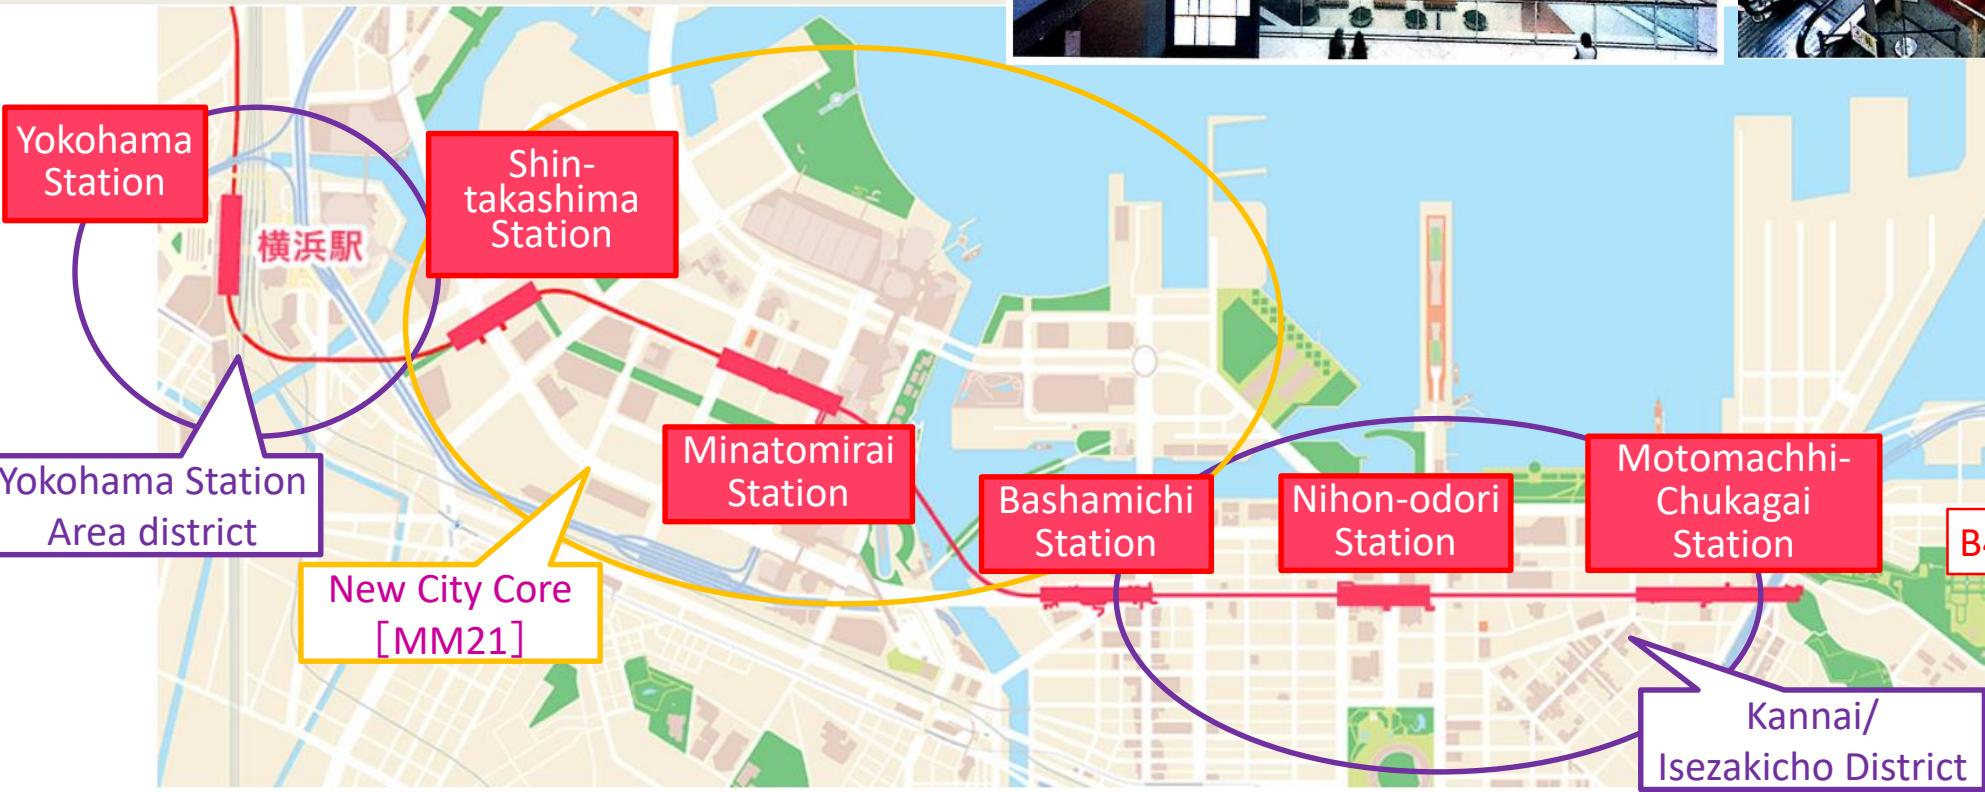 Yokohama
Station
Shin-
takashima
Station
横浜駅
Minatomirai
Station
Bashamichi
Station
Nihon-odori
Station
Motomachhi-
Chukagai
Station
Yokohama Station
Area district
New City Core
[MM21]
Kannai/
Isezakicho District